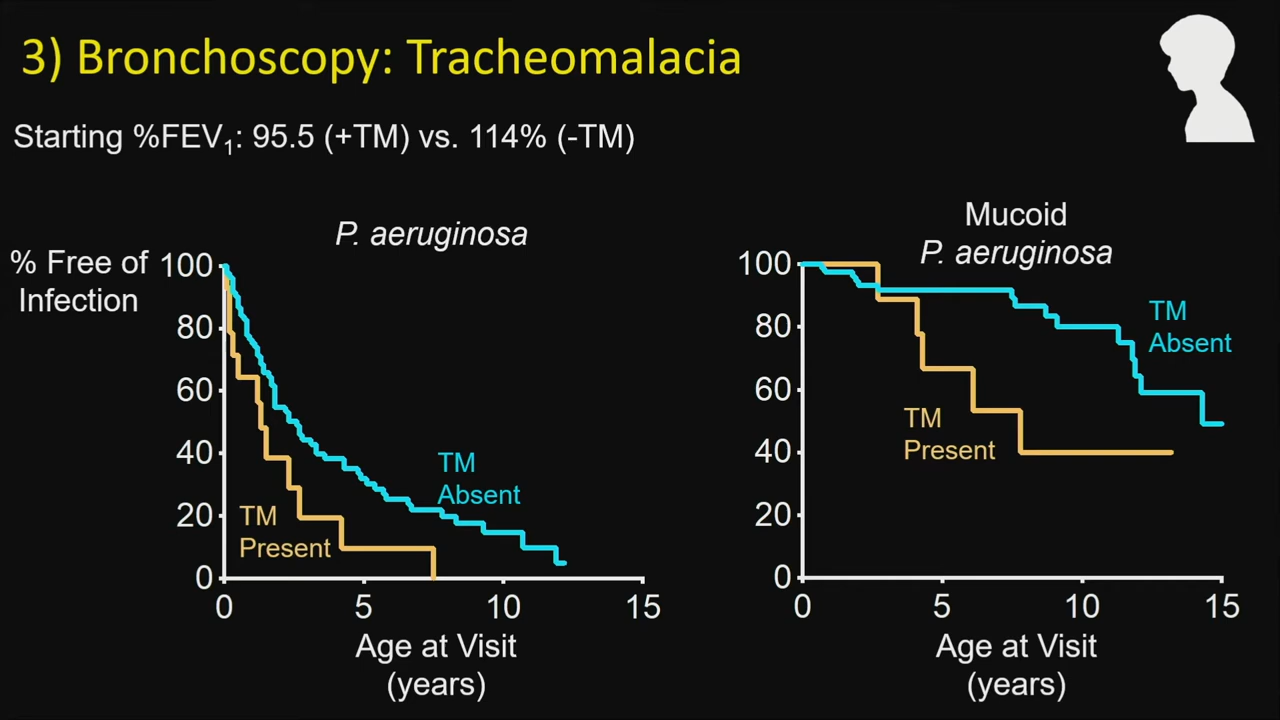 3) Bronchoscopy: Tracheomalacia
Starting %FEV1: 95.5 (+TM) vs. 114% (-TM)
P. aeruginosa
% Free of
Infection
100
80
60
40
20
0
TM
Absent
TM
Present
0 5 10 15
Age at Visit
(years)
Mucoid
P. aeruginosa
100
80
60
40
20
0
TM
Absent
TM
Present
0 5 10 15
Age at Visit
(years)